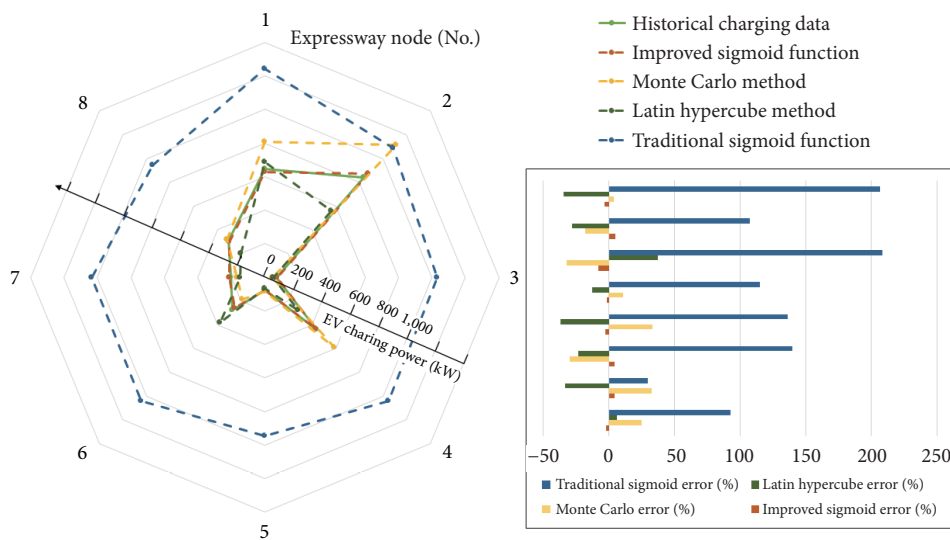 1
Expressway node (No.)
2
3
4
5
6
7
8
0
200
400
600
800
1,000
EV charing power (kW)
Historical charging data
Improved sigmoid function
Monte Carlo method
Latin hypercube method
Traditional sigmoid function
−50 0 50 100 150 200 250
Traditional sigmoid error (%) Latin hypercube error (%)
Monte Carlo error (%) Improved sigmoid error (%)